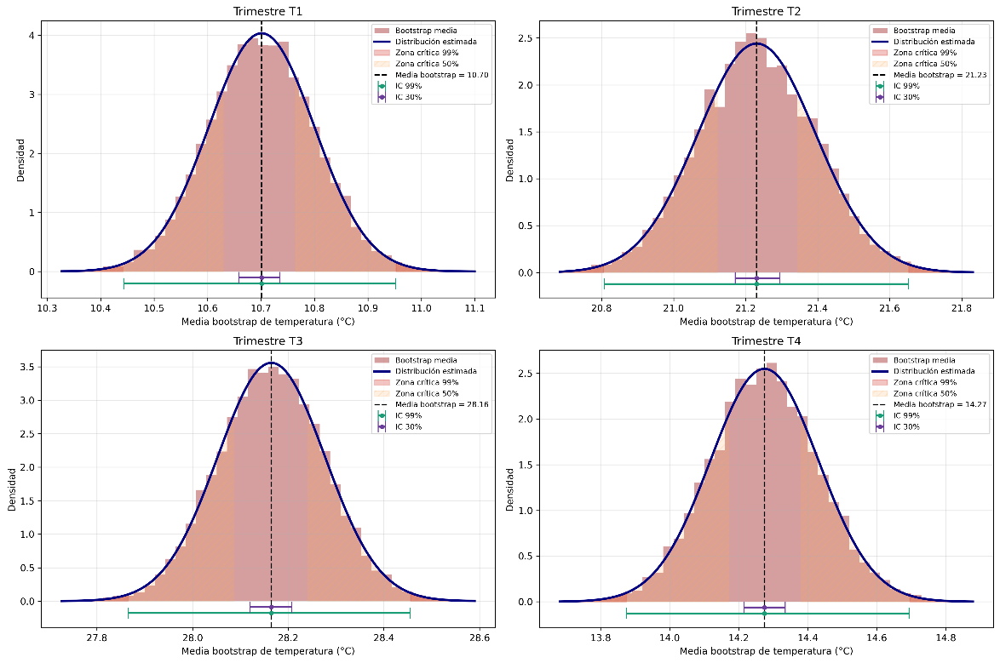 Trimestre T1
Densidad
4
3
2
1
0
Bootstrap media
Distribución estimada
Zona crítica 99%
Zona crítica 50%
Media bootstrap = 10.70
IC 99%
IC 30%
10.3 10.4 10.5 10.6 10.7 10.8 10.9 11.0 11.1
Media bootstrap de temperatura (°C)
Trimestre T2
Densidad
2.5
2.0
1.5
1.0
0.5
0.0
Bootstrap media
Distribución estimada
Zona crítica 99%
Zona crítica 50%
Media bootstrap = 21.23
IC 99%
IC 30%
20.8 21.0 21.2 21.4 21.6 21.8
Media bootstrap de temperatura (°C)
Trimestre T3
Densidad
3.5
3.0
2.5
2.0
1.5
1.0
0.5
0.0
Bootstrap media
Distribución estimada
Zona crítica 99%
Zona crítica 50%
Media bootstrap = 28.16
IC 99%
IC 30%
27.8 28.0 28.2 28.4 28.6
Media bootstrap de temperatura (°C)
Trimestre T4
Densidad
2.5
2.0
1.5
1.0
0.5
0.0
Bootstrap media
Distribución estimada
Zona crítica 99%
Zona crítica 50%
Media bootstrap = 14.27
IC 99%
IC 30%
13.8 14.0 14.2 14.4 14.6 14.8
Media bootstrap de temperatura (°C)